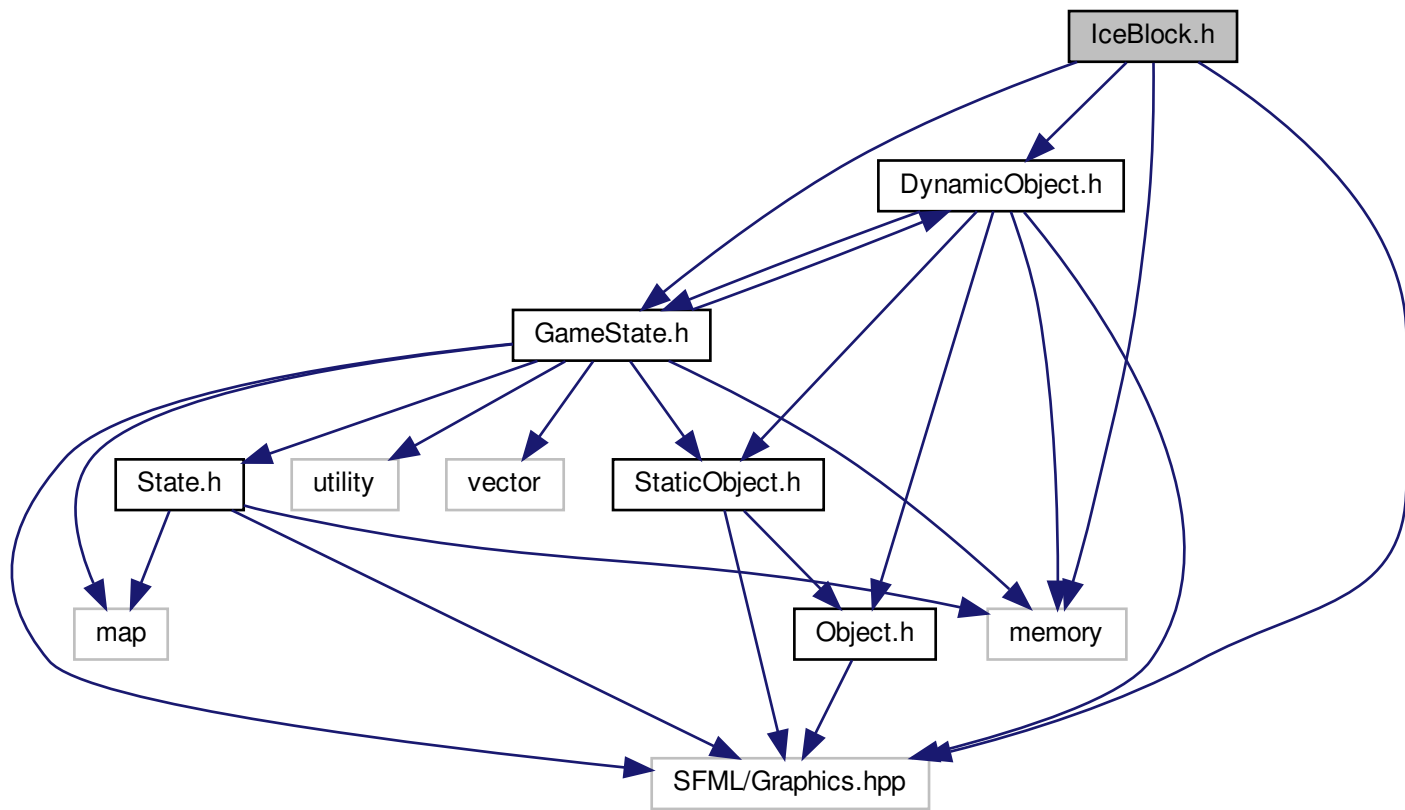 IceBlock.h
DynamicObject.h
GameState.h
State.h
utility
vector
StaticObject.h
map
Object.h
memory
SFML/Graphics.hpp